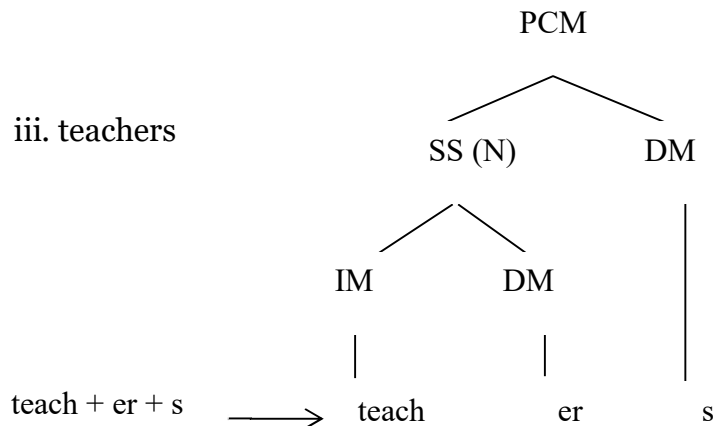 PCM
iii. teachers
SS (N) DM
IM DM
teach + er + s teach er s